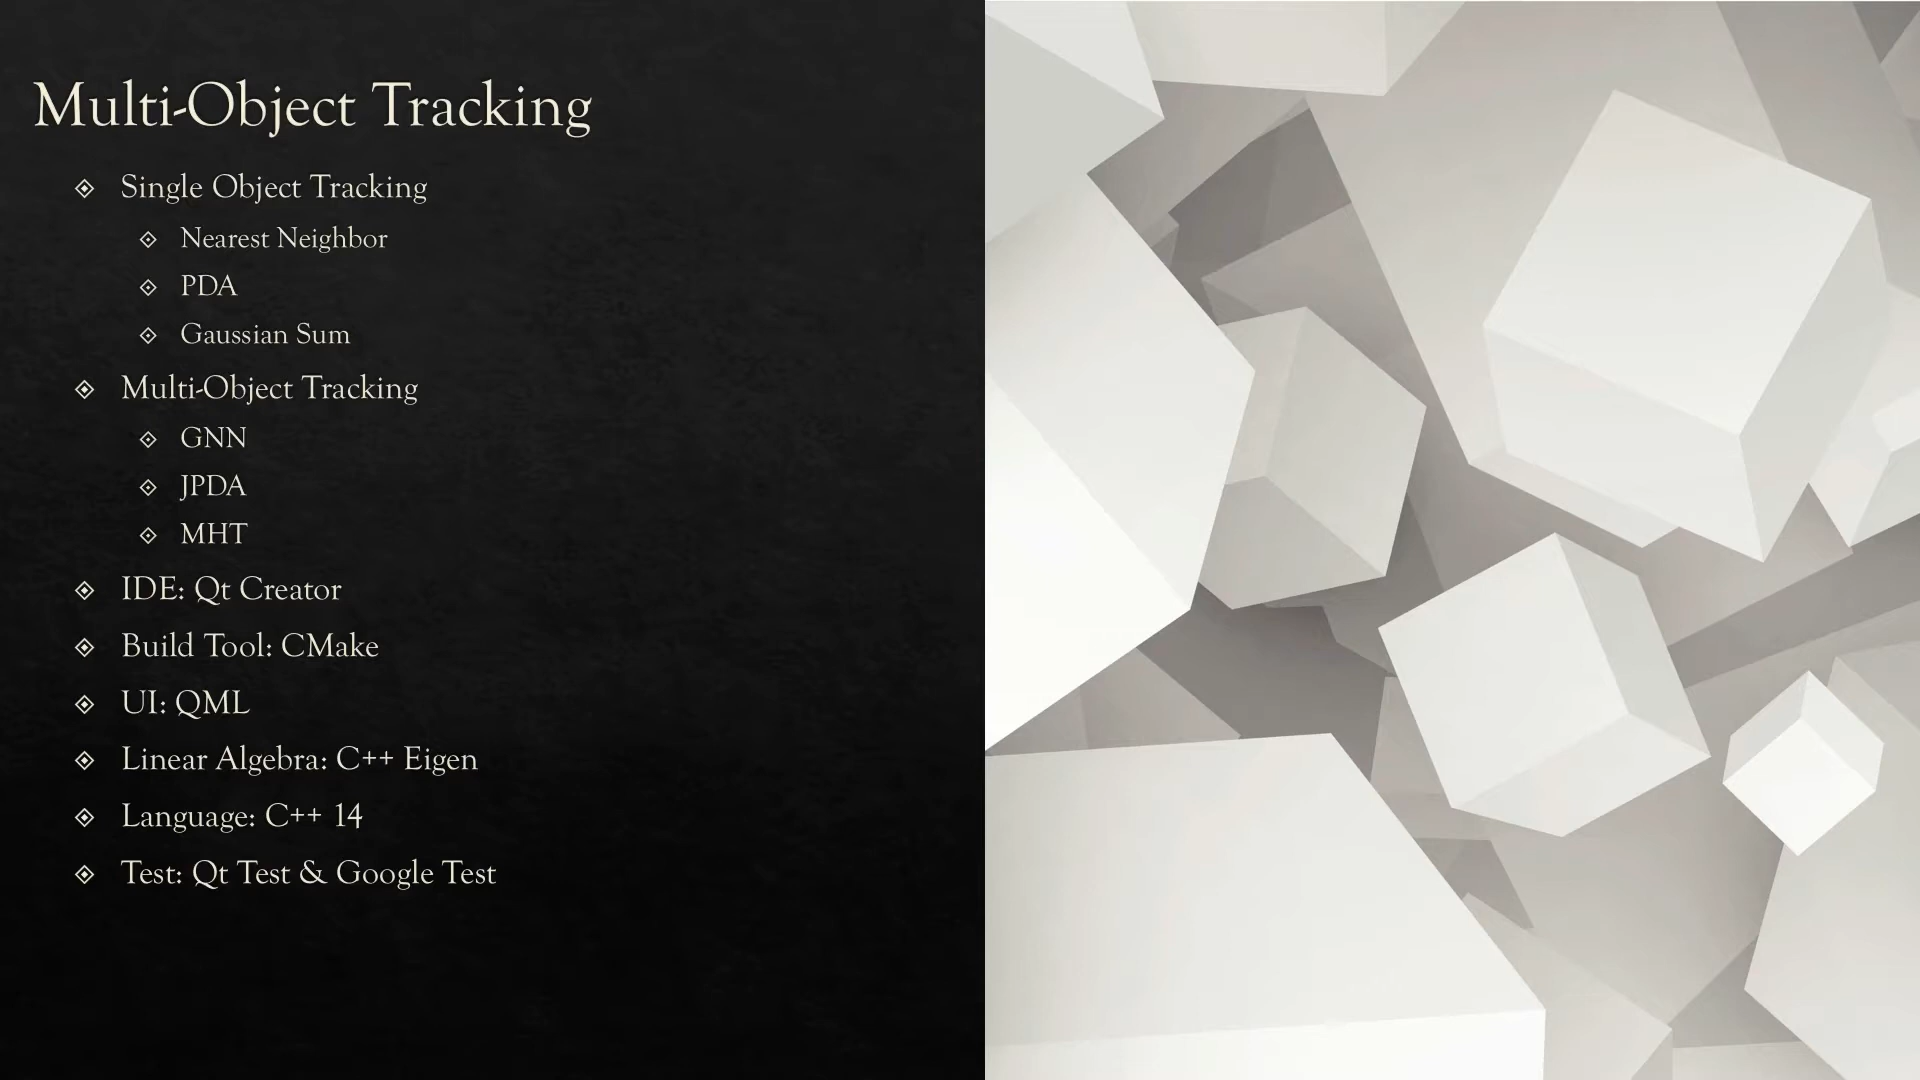 Multi-Object Tracking
Single Object Tracking
Nearest Neighbor
PDA
Gaussian Sum
Multi-Object Tracking
GNN
JPDA
MHT
IDE: Qt Creator
Build Tool: CMake
UI: QML
Linear Algebra: C++ Eigen
Language: C++ 14
Test: Qt Test & Google Test